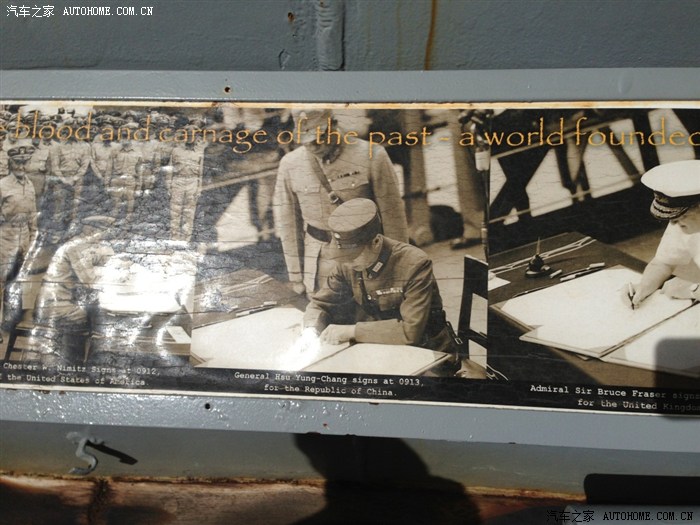 汽车之家 AUTOHOME.COM.CN
blood and carnage of the past - a world founded
Chester W. Nimitz Signs at 0912,
the United States of America
General Hsu Yung-Chang signs at 0913,
for the Republic of China.
Admiral Sir Bruce Fraser signs
for the United Kingdom
汽车之家 AUTOHOME.COM.CN